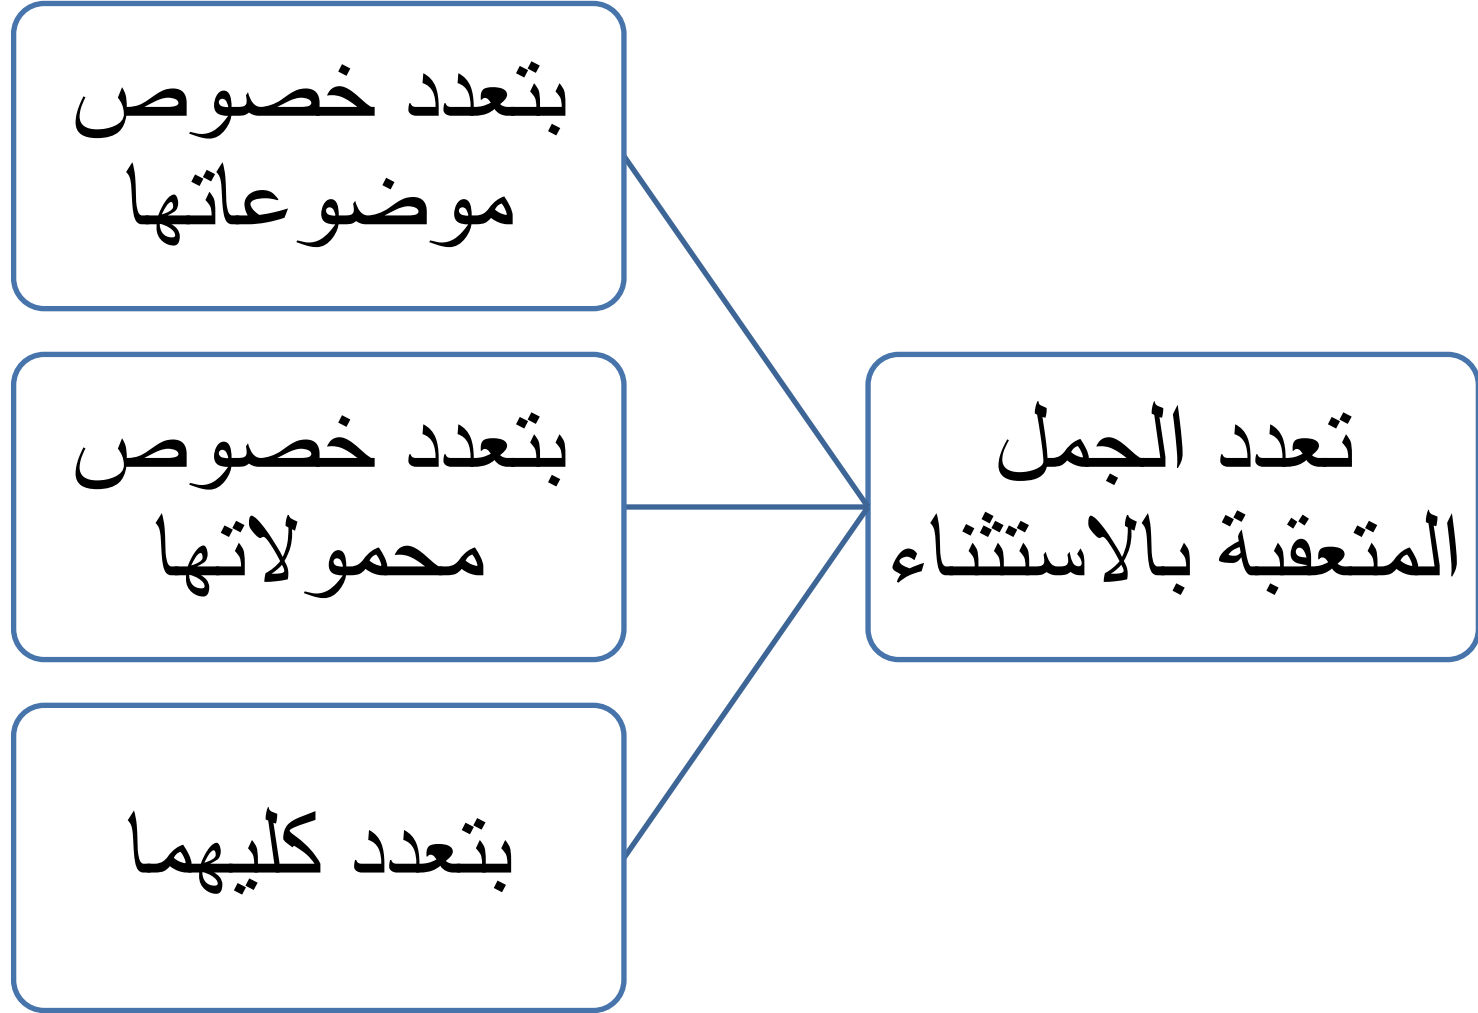 تعدد الجمل
المتعقبة بالاستثناء
بتعدد خصوص
موضوعاتها
بتعدد خصوص
محمولاتها
بتعدد كليهما